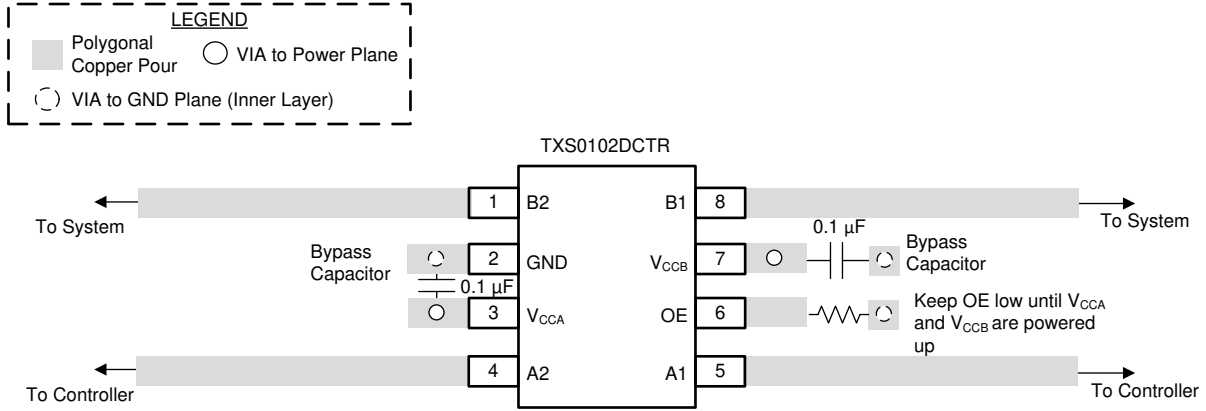 LEGEND
Polygonal
Copper Pour
VIA to Power Plane
VIA to GND Plane (Inner Layer)
TXS0102DCTR
1
B2
B1
8
To System
To System
Bypass
Capacitor
2
GND
0.1 µF
3
VCCA
VCCB
7
0.1 µF
Bypass
Capacitor
OE
6
Keep OE low until VCCA
and VCCB are powered
up
4
A2
A1
5
To Controller
To Controller